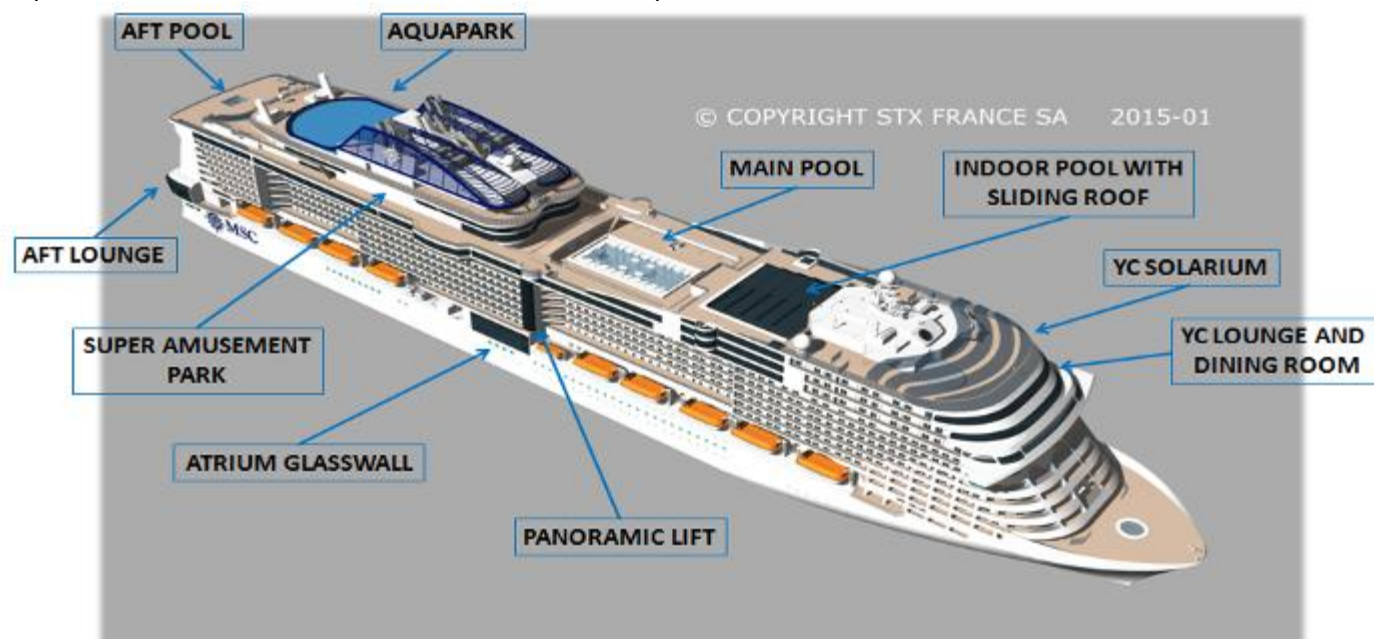 AFT POOL
AQUAPARK
© COPYRIGHT STX FRANCE SA 2015-01
MAIN POOL
INDOOR POOL WITH
SLIDING ROOF
AFT LOUNGE
MSC
YC SOLARIUM
SUPER AMUSEMENT
PARK
YC LOUNGE AND
DINING ROOM
ATRIUM GLASSWALL
PANORAMIC LIFT